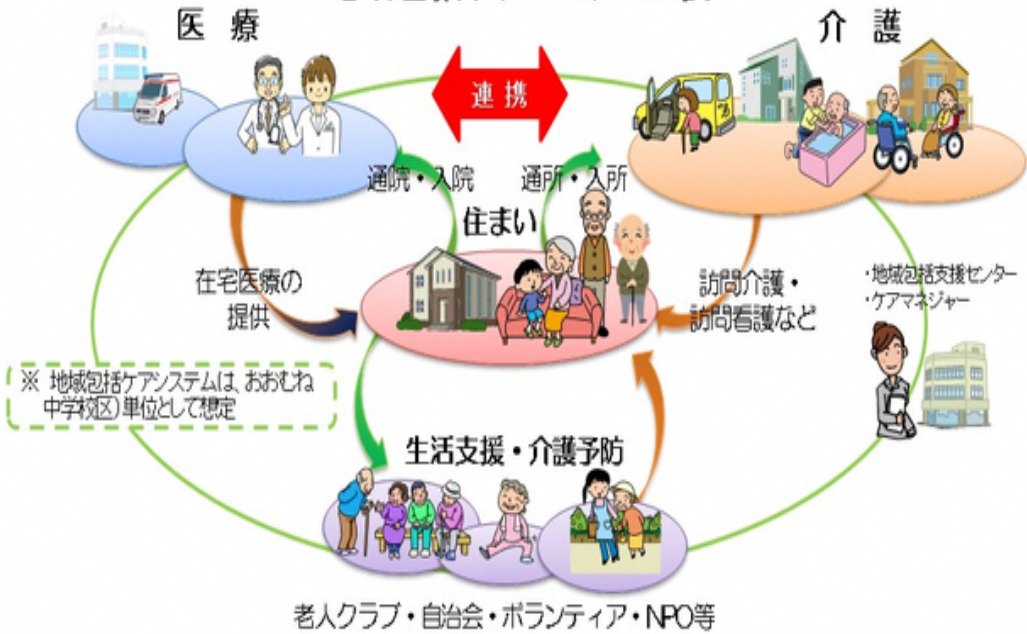 医 療
介 護
連 携
通院・入院
通所・入所
住まい
在宅医療の
提供
訪問介護・
訪問看護など
・地域包括支援センター
・ケアマネジャー
※ 地域包括ケアシステムは、おおむね
中学校区 単位として想定
生活支援・介護予防
老人クラブ・自治会・ボランティア・NPO等